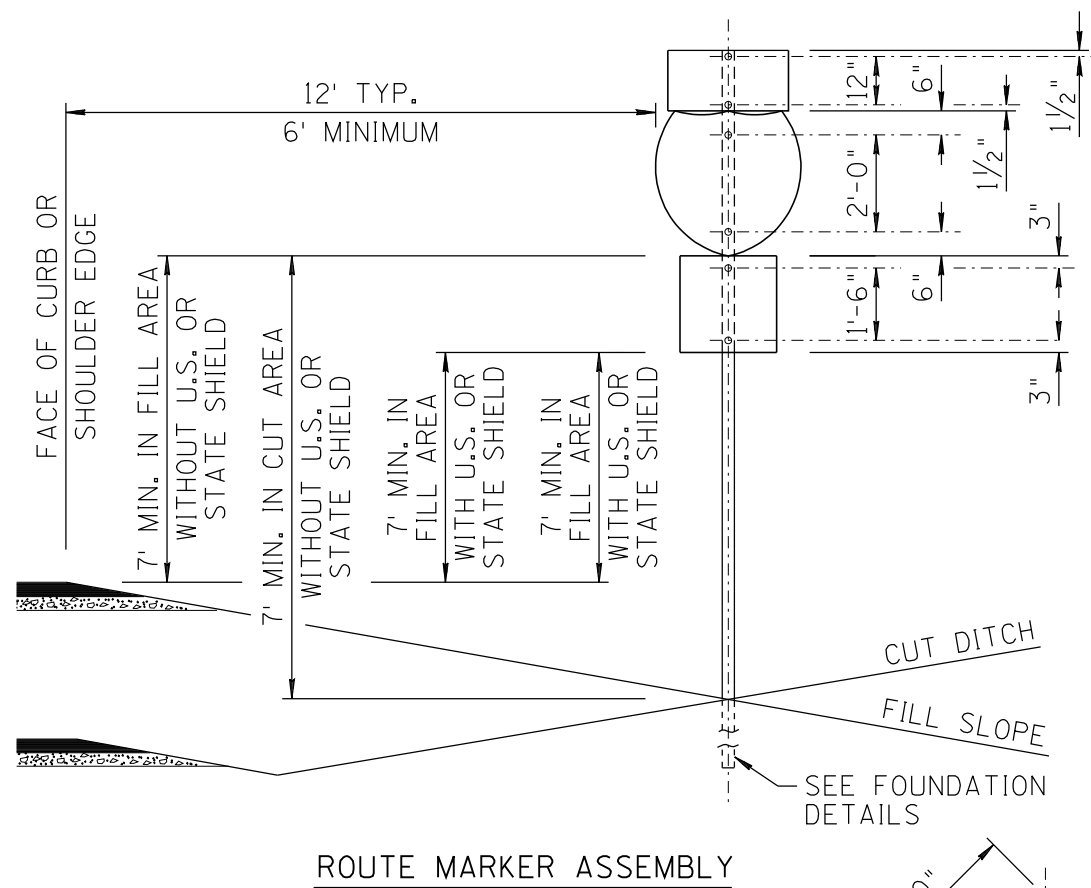 12' TYP.
6' MINIMUM
12"
6"
1½"
1½"
2'-0"
3"
1'-6"
6"
3"
FACE OF CURB OR
SHOULDER EDGE
7' MIN. IN FILL AREA
WITHOUT U.S. OR
STATE SHIELD
7' MIN. IN CUT AREA
WITHOUT U.S. OR
STATE SHIELD
7' MIN. IN
FILL AREA
WITH U.S. OR
STATE SHIELD
7' MIN. IN
FILL AREA
WITH U.S. OR
STATE SHIELD
CUT DITCH
FILL SLOPE
SEE FOUNDATION
DETAILS
ROUTE MARKER ASSEMBLY